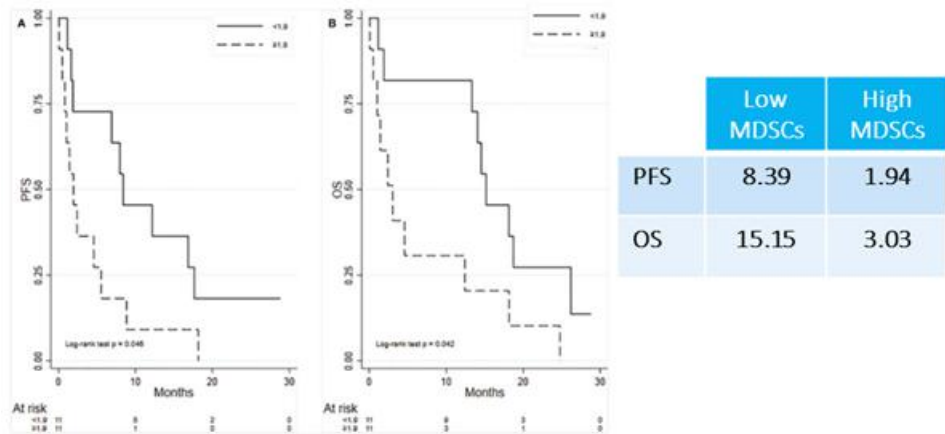 A
1.00
0.75
0.50
0.25
0.00
PFS
<1.9
≥1.9
Log-rank test p = 0.046
0 10 20 30
Months
At risk
<1.9 11 5 2 0
≥1.9 11 1 0 0
B
1.00
0.75
0.50
0.25
0.00
OS
<1.9
≥1.9
Log-rank test p = 0.042
0 10 20 30
Months
At risk
<1.9 11 9 3 0
≥1.9 11 3 1 0
Low MDSCs High MDSCs
PFS 8.39 1.94
OS 15.15 3.03